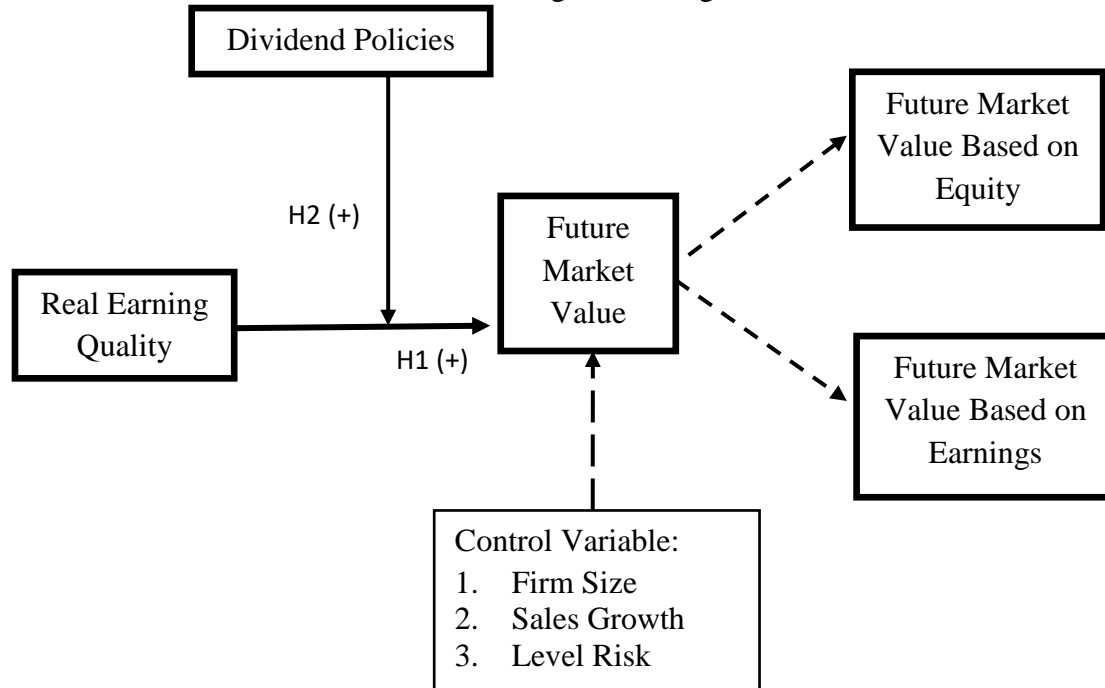 Dividend Policies
Future Market
Value Based on
Equity
H2 (+)
Future
Market
Value
Real Earning
Quality
H1 (+)
Future Market
Value Based on
Earnings
Control Variable:
1. Firm Size
2. Sales Growth
3. Level Risk